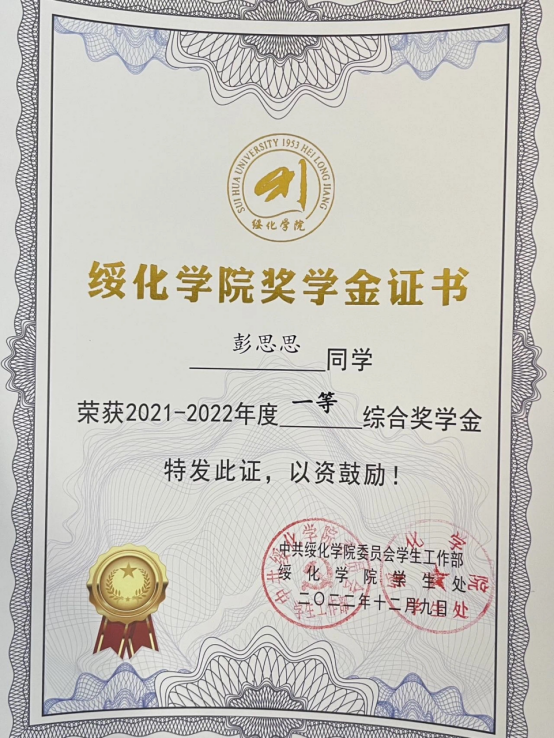 SUI HUA UNIVERSITY 1953 HEI LONG JIANG
绥化学院
绥化学院奖学金证书
彭思思同学
荣获2021-2022年度一等综合奖学金
特发此证，以资鼓励！
中共绥化学院委员会学生工作部
绥化学院学生处
二〇二二年十二月九日